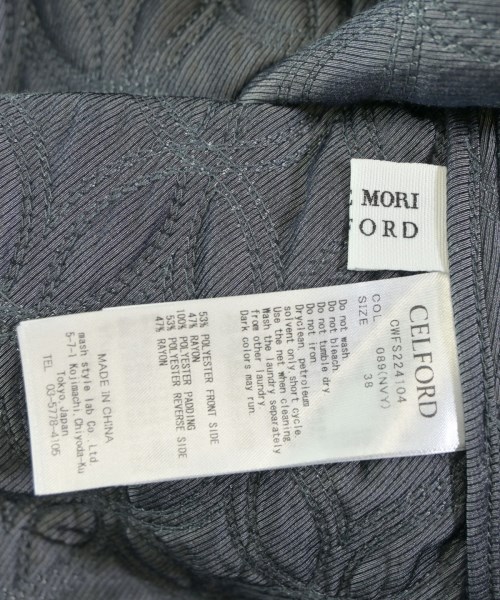 MORI
FORD
CELFORD
CWFS224104
COL 089(NVY)
SIZE 38
Do not wash
Do not bleach
Do not tumble dry
Do not iron
Dryclean, petroleum
solvent only,short cycle.
Use the net when cleaning.
Wash the laundry separately
from other laundry.
Dark colors may run.
53% POLYESTER FRONT SIDE
47% RAYON
100% POLYESTER PADDING
53% POLYESTER REVERSE SIDE
47% RAYON
MADE IN CHINA
mash style lab Co., Ltd.
5-7-1 Kojimachi, Chiyoda-Ku
Tokyo, Japan
TEL 03-5778-4105